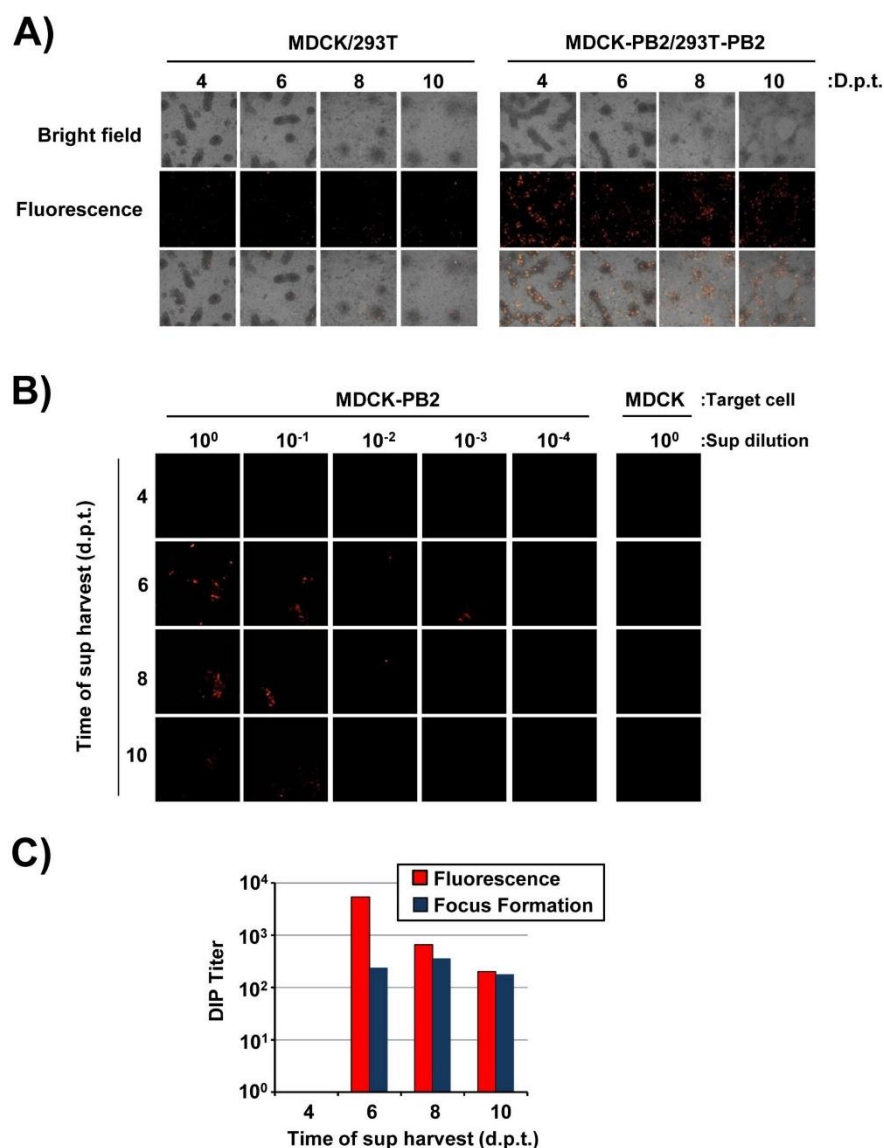 A)
MDCK/293T MDCK-PB2/293T-PB2
4 6 8 10 4 6 8 10 :D.p.t.
Bright field
Fluorescence
B)
MDCK-PB2 MDCK :Target cell
10⁰ 10⁻¹ 10⁻² 10⁻³ 10⁻⁴ 10⁰ :Sup dilution
Time of sup harvest (d.p.t.)
4
6
8
10
C)
Fluorescence
Focus Formation
DIP Titer
10⁴
10³
10²
10¹
10⁰
4 6 8 10
Time of sup harvest (d.p.t.)